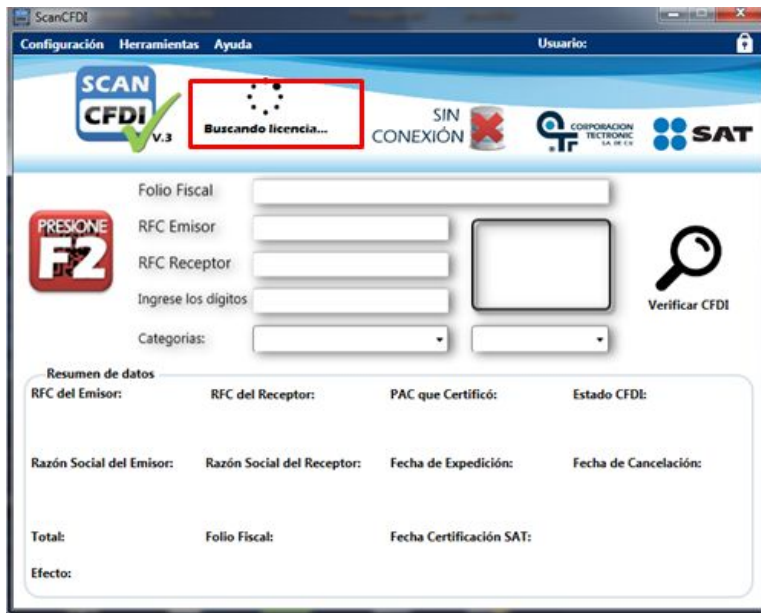 ScanCFDI
Configuración Herramientas Ayuda Usuario:
SCAN
CFDI
V.3
Buscando licencia...
SIN
CONEXIÓN
CORPORACION
TECTRONIC
S.A. DE C.V.
SAT
PRESIONE
F2
Folio Fiscal
RFC Emisor
RFC Receptor
Ingrese los dígitos
Categorias:
Verificar CFDI
Resumen de datos
RFC del Emisor: RFC del Receptor: PAC que Certificó: Estado CFDI:
Razón Social del Emisor: Razón Social del Receptor: Fecha de Expedición: Fecha de Cancelación:
Total: Folio Fiscal: Fecha Certificación SAT:
Efecto: